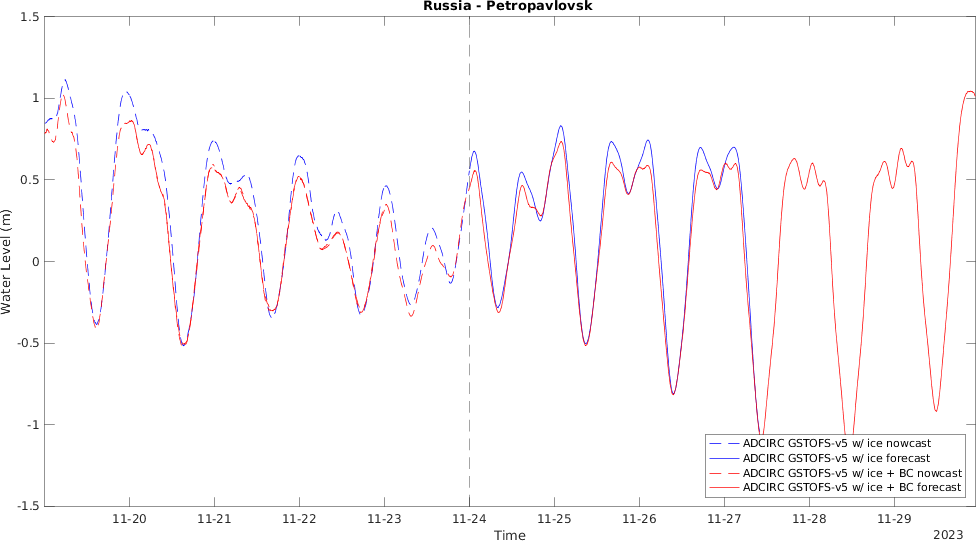 Russia - Petropavlovsk
1.5
1
0.5
0
-0.5
-1
-1.5
Water Level (m)
11-20
11-21
11-22
11-23
11-24
11-25
11-26
11-27
11-28
11-29
Time
2023
ADCIRC GSTOFS-v5 w/ ice nowcast
ADCIRC GSTOFS-v5 w/ ice forecast
ADCIRC GSTOFS-v5 w/ ice + BC nowcast
ADCIRC GSTOFS-v5 w/ ice + BC forecast